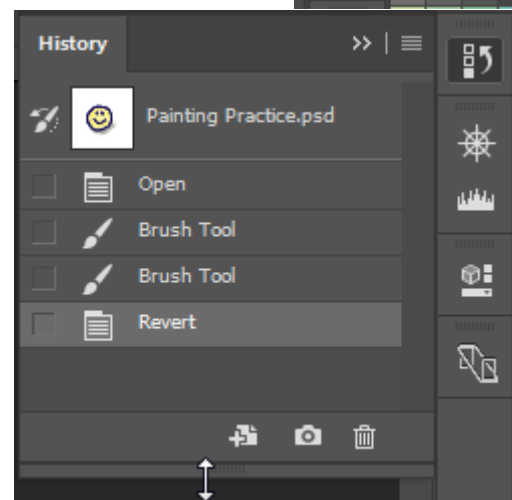 History
Painting Practice.psd
Open
Brush Tool
Brush Tool
Revert